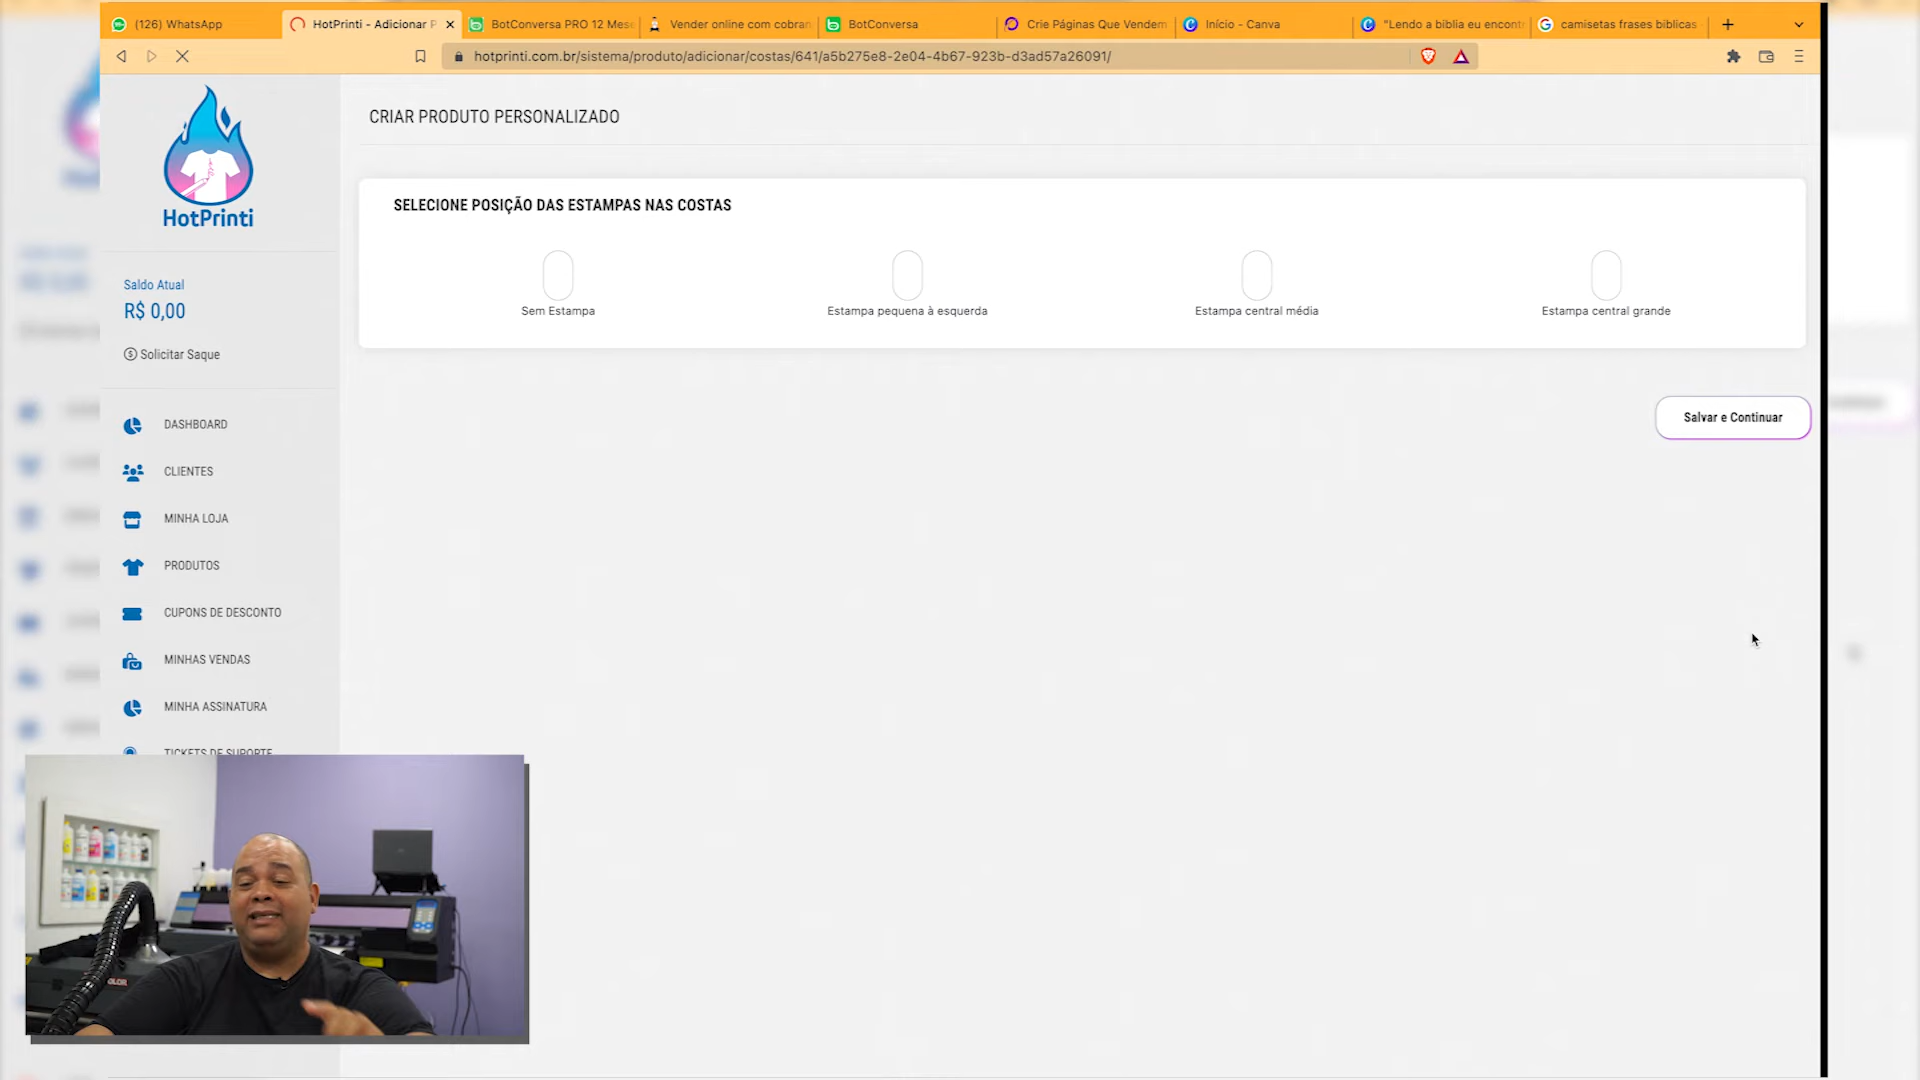 (126) WhatsApp
HotPrinti - Adicionar P
BotConversa PRO 12 Mese
Vender online com cobran
BotConversa
Crie Páginas Que Vendem
Início - Canva
"Lendo a bíblia eu encontr
camisetas frases bíblicas
hotprinti.com.br/sistema/produto/adicionar/costas/641/a5b275e8-2e04-4b67-923b-d3ad57a26091/
HotPrinti
CRIAR PRODUTO PERSONALIZADO
SELECIONE POSIÇÃO DAS ESTAMPAS NAS COSTAS
Sem Estampa
Estampa pequena à esquerda
Estampa central média
Estampa central grande
Salvar e Continuar
Saldo Atual
R$ 0,00
Solicitar Saque
DASHBOARD
CLIENTES
MINHA LOJA
PRODUTOS
CUPONS DE DESCONTO
MINHAS VENDAS
MINHA ASSINATURA
TICKETS DE SUPORTE